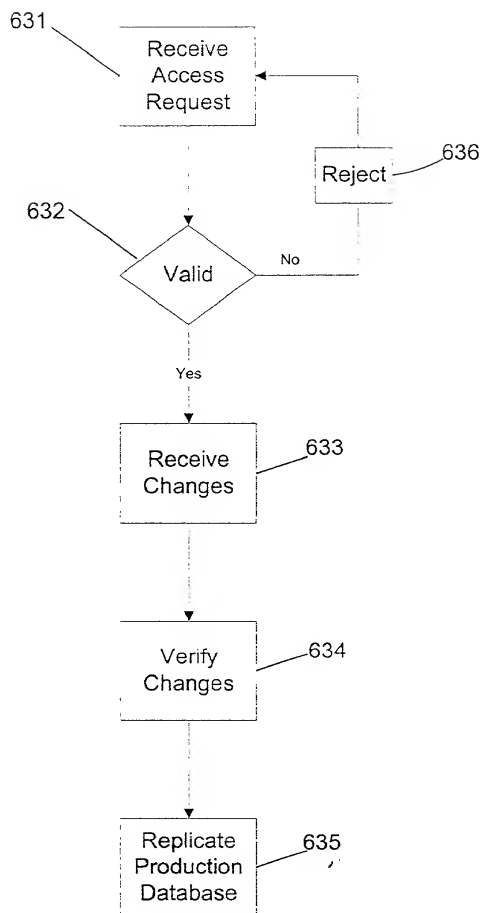 631
Receive
Access
Request
Reject
636
632
Valid
No
Yes
Receive
Changes
633
Verify
Changes
634
Replicate
Production
Database
635